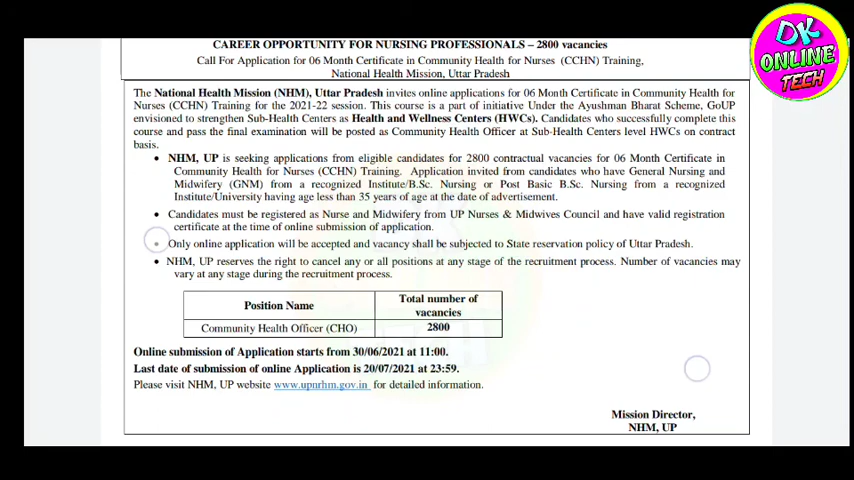 CAREER OPPORTUNITY FOR NURSING PROFESSIONALS – 2800 vacancies
Call For Application for 06 Month Certificate in Community Health for Nurses (CCHN) Training,
National Health Mission, Uttar Pradesh
The National Health Mission (NHM), Uttar Pradesh invites online applications for 06 Month Certificate in Community Health for
Nurses (CCHN) Training for the 2021-22 session. This course is a part of initiative Under the Ayushman Bharat Scheme, GoUP
envisioned to strengthen Sub-Health Centers as Health and Wellness Centers (HWCs). Candidates who successfully complete this
course and pass the final examination will be posted as Community Health Officer at Sub-Health Centers level HWCs on contract
basis.
• NHM, UP is seeking applications from eligible candidates for 2800 contractual vacancies for 06 Month Certificate in
Community Health for Nurses (CCHN) Training. Application invited from candidates who have General Nursing and
Midwifery (GNM) from a recognized Institute/B.Sc. Nursing or Post Basic B.Sc. Nursing from a recognized
Institute/University having age less than 35 years of age at the date of advertisement.
• Candidates must be registered as Nurse and Midwifery from UP Nurses & Midwives Council and have valid registration
certificate at the time of online submission of application.
• Only online application will be accepted and vacancy shall be subjected to State reservation policy of Uttar Pradesh.
• NHM, UP reserves the right to cancel any or all positions at any stage of the recruitment process. Number of vacancies may
vary at any stage during the recruitment process.
Position Name
Total number of
vacancies
Community Health Officer (CHO)
2800
Online submission of Application starts from 30/06/2021 at 11:00.
Last date of submission of online Application is 20/07/2021 at 23:59.
Please visit NHM, UP website www.upnrhm.gov.in for detailed information.
Mission Director,
NHM, UP
DK
ONLINE
TECH